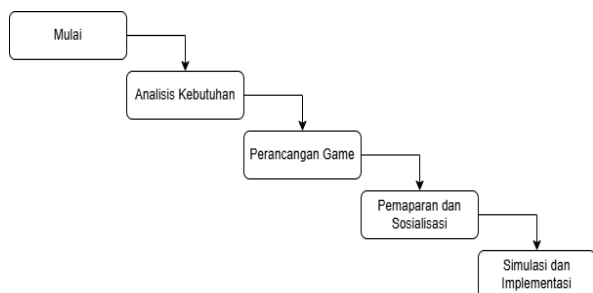 Mulai
Analisis Kebutuhan
Perancangan Game
Pemaparan dan
Sosialisasi
Simulasi dan
Implementasi